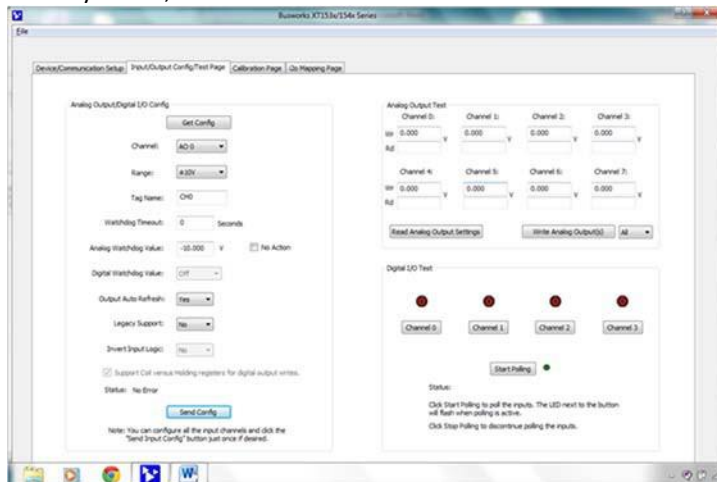 Busworks XT153x/154x Series
File
Device/Communication Setup
Input/Output Config/Test Page
Calibration Page
i2o Mapping Page
Analog Output/Digital I/O Config
Get Config
Channel: AO 0
Range: ±10V
Tag Name: CH0
Watchdog Timeout: 0 Seconds
Analog Watchdog Value: -10.000 V No Action
Digital Watchdog Value: Off
Output Auto Refresh: Yes
Legacy Support: No
Invert Input Logic: No
Support Coil versus Holding registers for digital output writes.
Status: No Error
Send Config
Note: You can configure all the input channels and click the
"Send Input Config" button just once if desired.
Analog Output Test
Channel 0: Channel 1: Channel 2: Channel 3:
Wr 0.000 V 0.000 V 0.000 V 0.000 V
Rd
Channel 4: Channel 5: Channel 6: Channel 7:
Wr 0.000 V 0.000 V 0.000 V 0.000 V
Rd
Read Analog Output Settings
Write Analog Output(s) All
Digital I/O Test
Channel 0 Channel 1 Channel 2 Channel 3
Start Polling
Status:
Click Start Polling to poll the inputs. The LED next to the button
will flash when polling is active.
Click Stop Polling to discontinue polling the inputs.